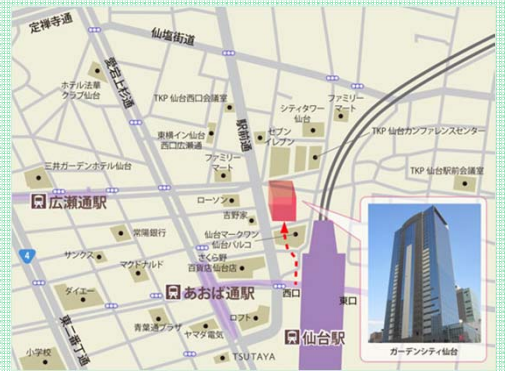 定禅寺通
仙塩街道
愛宕上杉通
ホテル法華
クラブ仙台
TKP 仙台西口会議室
駅前通
シティタワー
仙台
ファミリー
マート
セブン
イレブン
東横イン仙台
西口広瀬通
TKP 仙台カンファレンスセンター
ファミリー
マート
三井ガーデンホテル仙台
TKP 仙台駅前会議室
広瀬通駅
ローソン
吉野家
常陽銀行
仙台マークワン
仙台パルコ
4
サンクス
マクドナルド
さくら野
百貨店 仙台店
ダイエー
あおば通駅
西口
東口
東二番丁通
青葉通プラザ
ヤマダ電気
ロフト
仙台駅
小学校
TSUTAYA
ガーデンシティ仙台